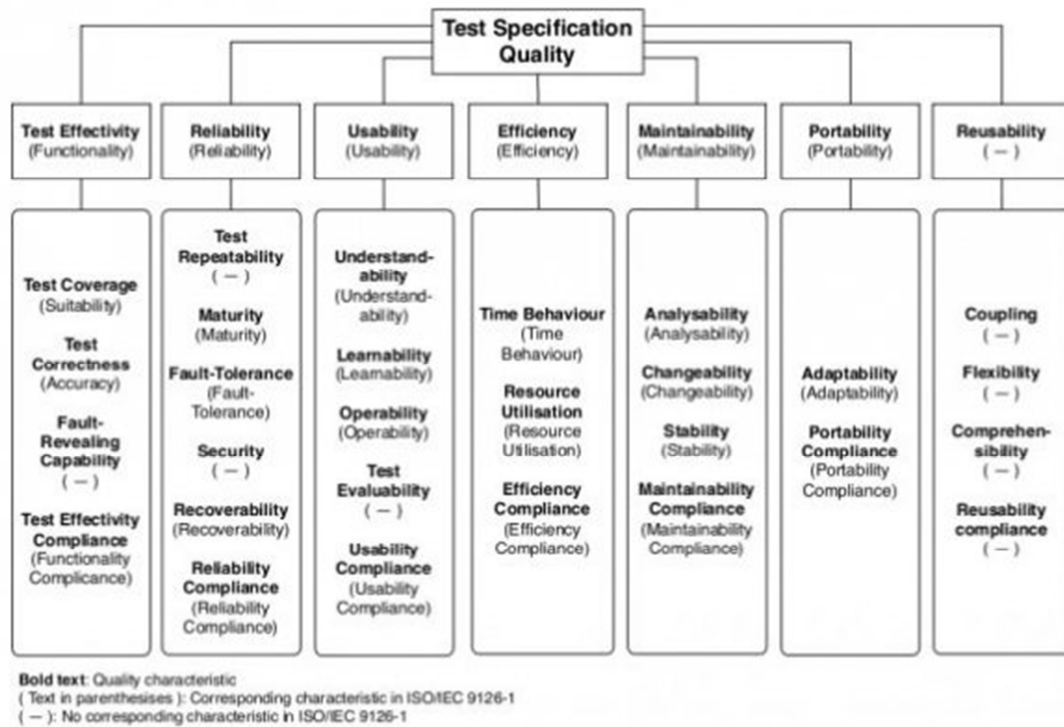 Test Specification
Quality
Test Effectivity
(Functionality)
Reliability
(Reliability)
Usability
(Usability)
Efficiency
(Efficiency)
Maintainability
(Maintainability)
Portability
(Portability)
Reusability
( — )
Test Coverage
(Suitability)
Test
Correctness
(Accuracy)
Fault-
Revealing
Capability
( — )
Test Effectivity
Compliance
(Functionality
Complicance)
Test
Repeatability
( — )
Maturity
(Maturity)
Fault-Tolerance
(Fault-
Tolerance)
Security
( — )
Recoverability
(Recoverability)
Reliability
Compliance
(Reliability
Compliance)
Understand-
ability
(Understand-
ability)
Learnability
(Learnability)
Operability
(Operability)
Test
Evaluability
( — )
Usability
Compliance
(Usability
Compliance)
Time Behaviour
(Time
Behaviour)
Resource
Utilisation
(Resource
Utilisation)
Efficiency
Compliance
(Efficiency
Compliance)
Analysability
(Analysability)
Changeability
(Changeability)
Stability
(Stability)
Maintainability
Compliance
(Maintainability
Compliance)
Adaptability
(Adaptability)
Portability
Compliance
(Portability
Compliance)
Coupling
( — )
Flexibility
( — )
Comprehen-
sibility
( — )
Reusability
compliance
( — )
Bold text: Quality characteristic
( Text in parenthesises ): Corresponding characteristic in ISO/IEC 9126-1
( — ): No corresponding characteristic in ISO/IEC 9126-1